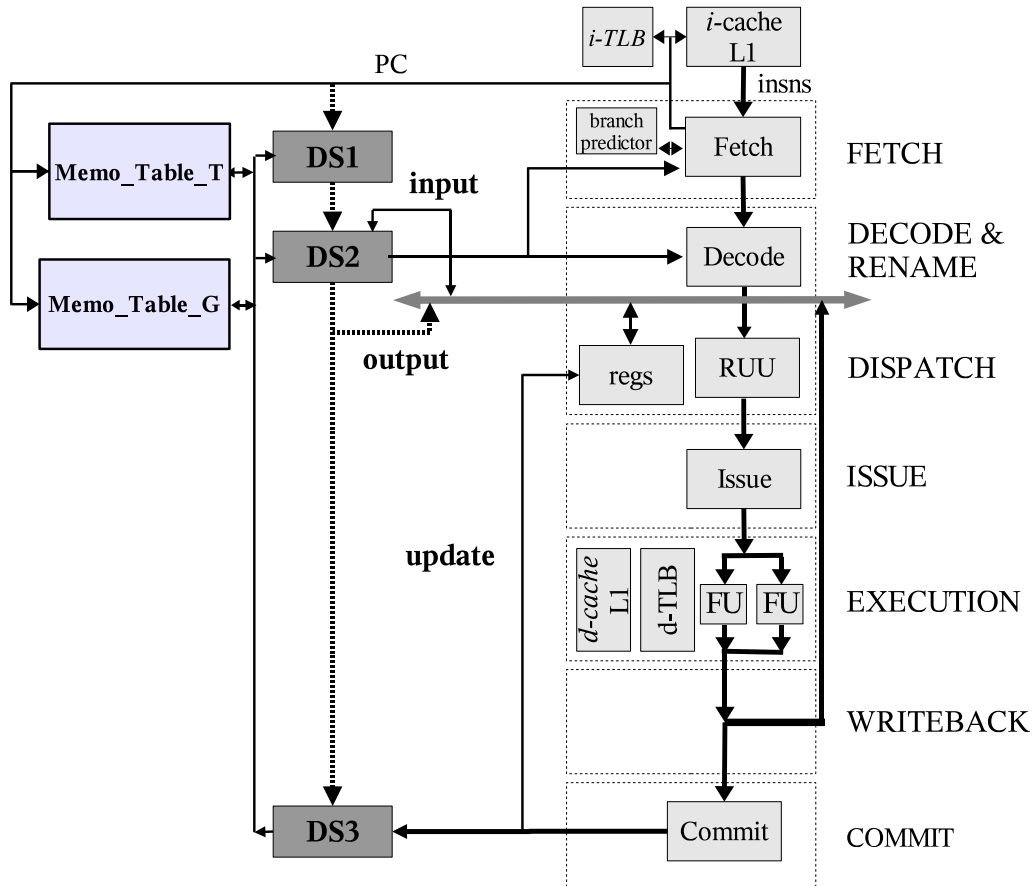 i-TLB
i-cache
L1
PC
insns
branch
predictor
Fetch
FETCH
Memo_Table_T
DS1
input
DS2
Decode
DECODE &
RENAME
Memo_Table_G
output
regs
RUU
DISPATCH
Issue
ISSUE
update
d-cache
L1
d-TLB
FU
FU
EXECUTION
WRITEBACK
DS3
Commit
COMMIT